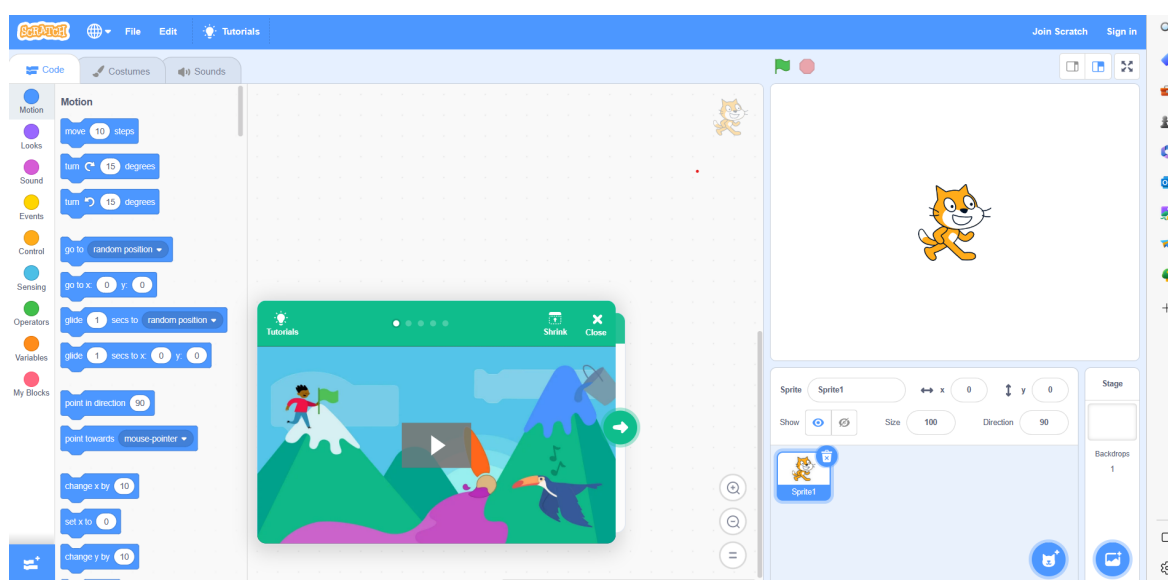 SCRATCH File Edit Tutorials Join Scratch Sign in
Code Costumes Sounds
Motion
Looks
Sound
Events
Control
Sensing
Operators
Variables
My Blocks
Motion
move 10 steps
turn 15 degrees
turn 15 degrees
go to random position
go to x: 0 y: 0
glide 1 secs to random position
glide 1 secs to x: 0 y: 0
point in direction 90
point towards mouse-pointer
change x by 10
set x to 0
change y by 10
Tutorials Shrink Close
Sprite Sprite1 x 0 y 0
Show Size 100 Direction 90
Sprite1
Stage
Backdrops
1